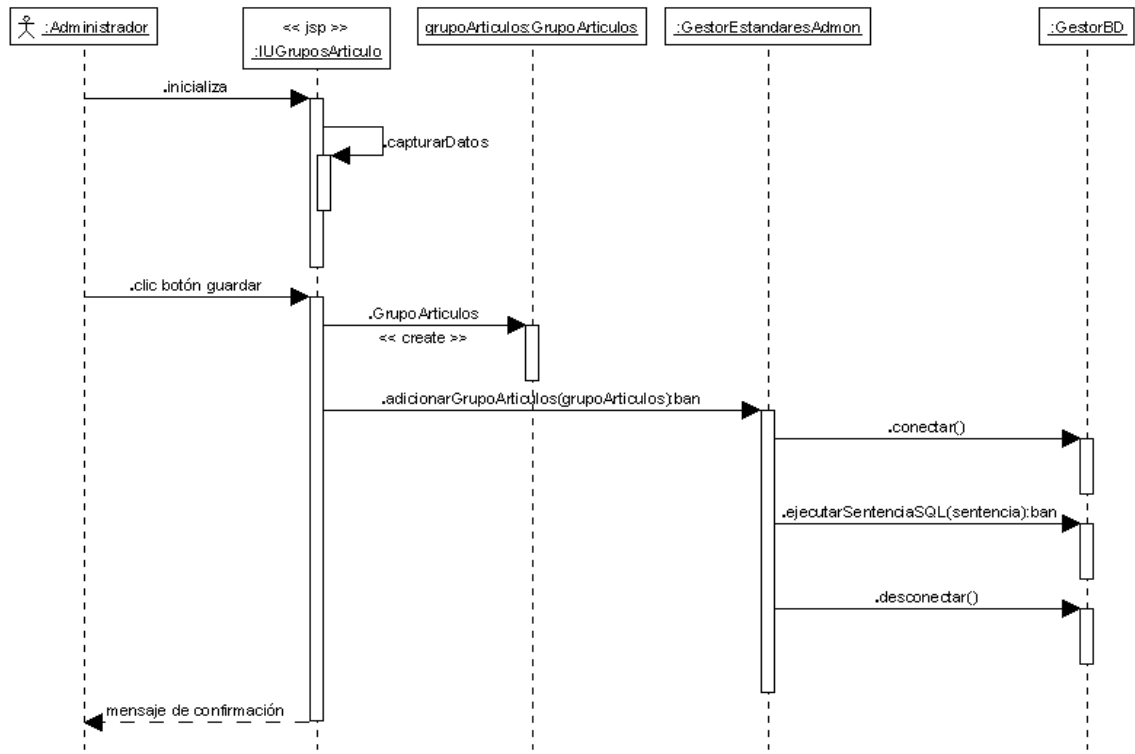 :Administrador
<< jsp >>
:IUGruposArticulo
grupoArticulos:GrupoArticulos
:GestorEstandaresAdmon
:GestorBD
.inicializa
.capturarDatos
.clic botón guardar
.GrupoArticulos
<< create >>
.adicionarGrupoArticulos(grupoArticulos):ban
.conectar()
.ejecutarSentenciaSQL(sentencia):ban
.desconectar()
mensaje de confirmación